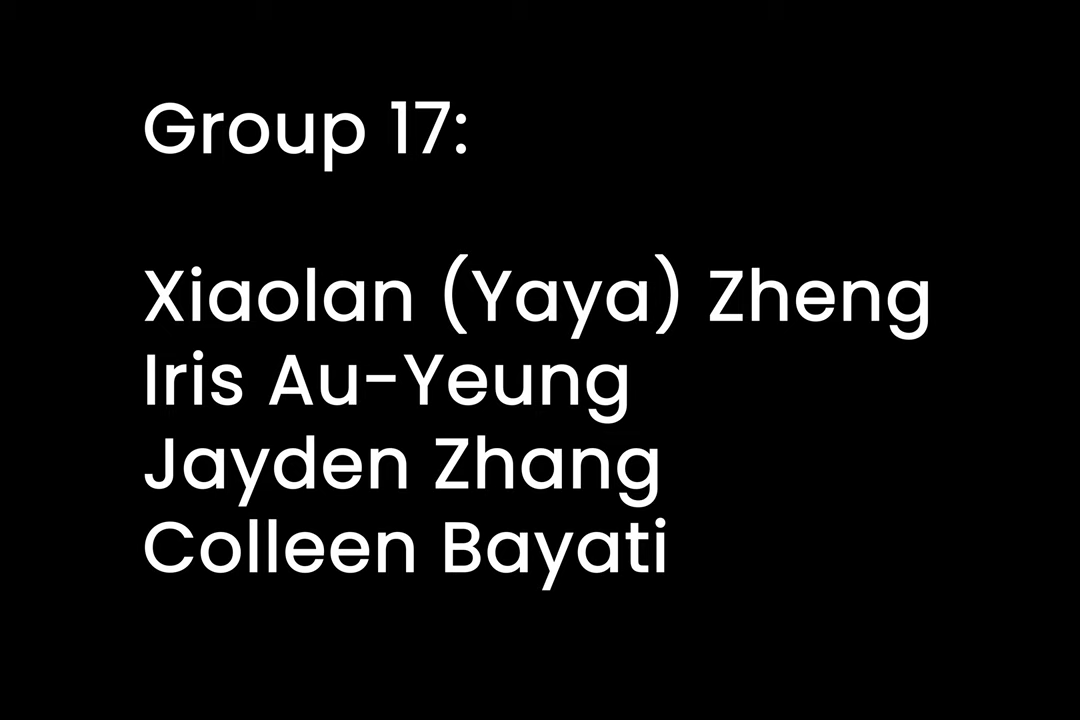 Group 17:
Xiaolan (Yaya) Zheng
Iris Au-Yeung
Jayden Zhang
Colleen Bayati